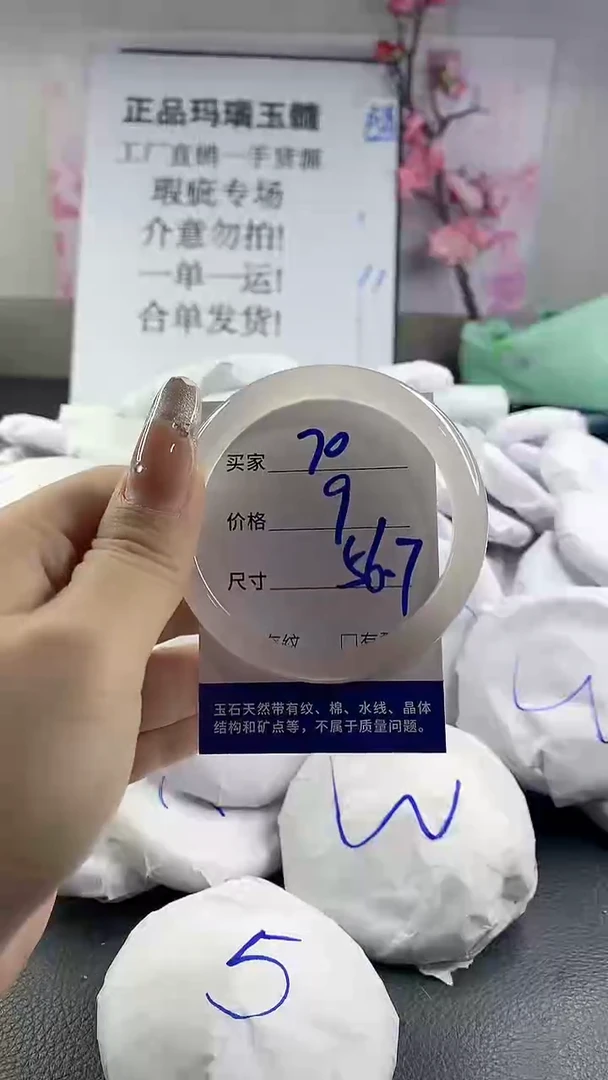 正品玛瑙玉髓
工厂直销一手货源
瑕疵专场
介意勿拍!
一单一运!
合单发货!
买家 70
价格 9
尺寸 56.7
玉石天然带有纹、棉、水线、晶体
结构和矿点等，不属于质量问题。
W
5